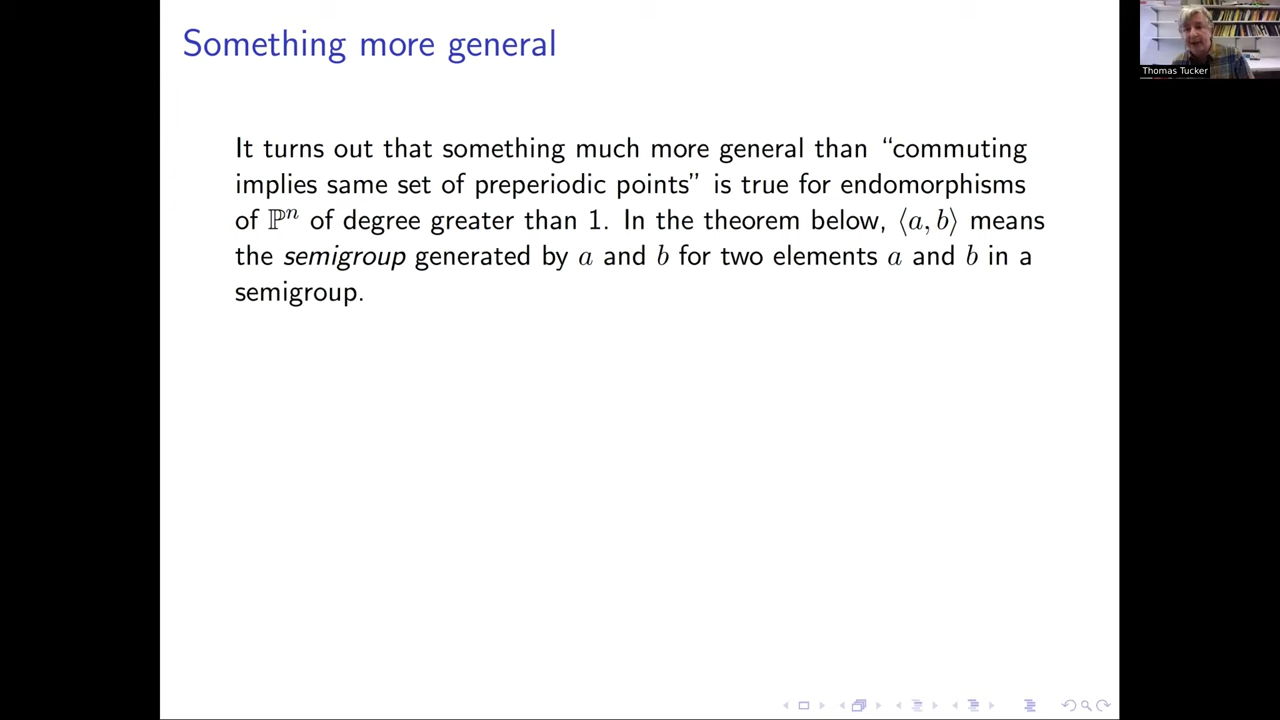 Something more general
Thomas Tucker
It turns out that something much more general than “commuting
implies same set of preperiodic points” is true for endomorphisms
of ℙⁿ of degree greater than 1. In the theorem below, ⟨a, b⟩ means
the semigroup generated by a and b for two elements a and b in a
semigroup.